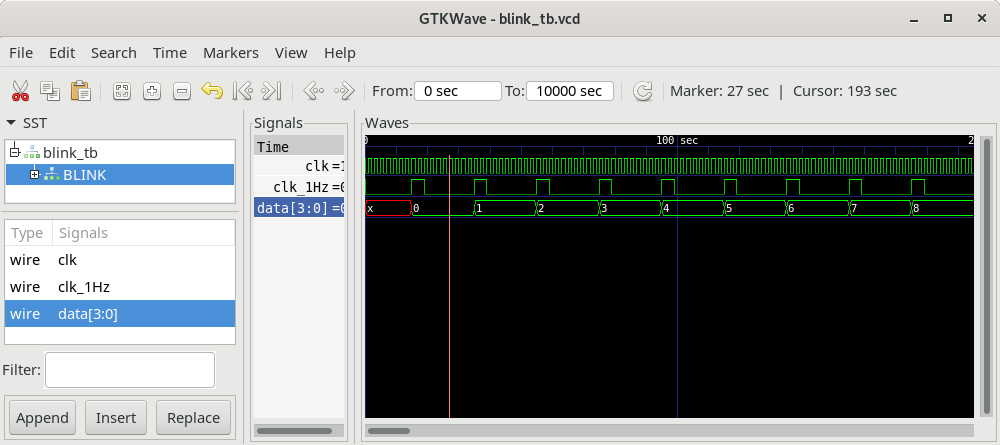 GTKWave - blink_tb.vcd
File Edit Search Time Markers View Help
From: 0 sec To: 10000 sec Marker: 27 sec | Cursor: 193 sec
SST
blink_tb
BLINK
Type Signals
wire clk
wire clk_1Hz
wire data[3:0]
Filter:
Append Insert Replace
Signals
Time
clk=1
clk_1Hz=0
data[3:0]=0
Waves
0 100 sec 2
x 0 1 2 3 4 5 6 7 8